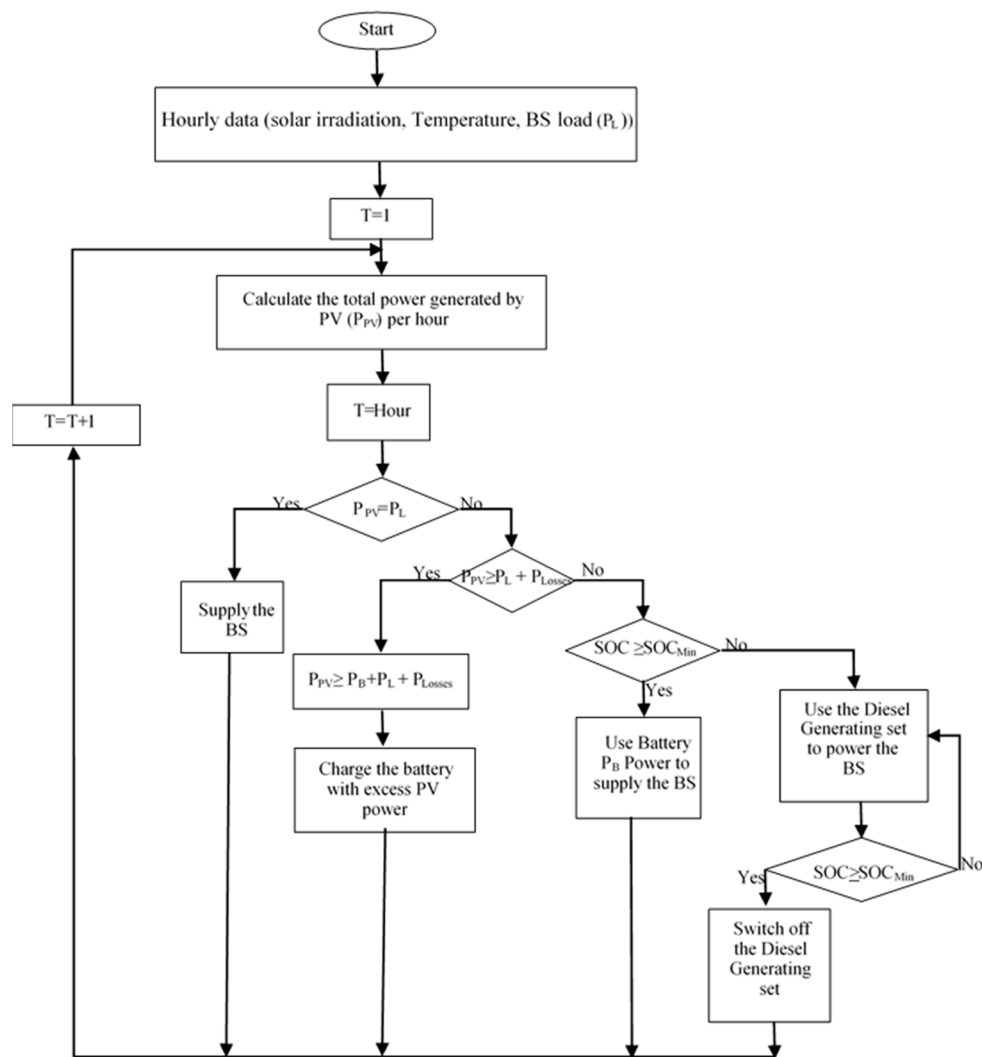 Start
Hourly data (solar irradiation, Temperature, BS load (PL))
T=1
Calculate the total power generated by
PV (PPV) per hour
T=Hour
T=T+1
Yes
PPV=PL
No
Yes
PPV≥PL + PLosses
No
Supply the
BS
SOC ≥SOCMin
No
Yes
PPV≥ PB+PL + PLosses
Use the Diesel
Generating set
to power the
BS
Use Battery
PB Power to
supply the BS
Charge the battery
with excess PV
power
SOC≥SOCMin
No
Yes
Switch off
the Diesel
Generating
set